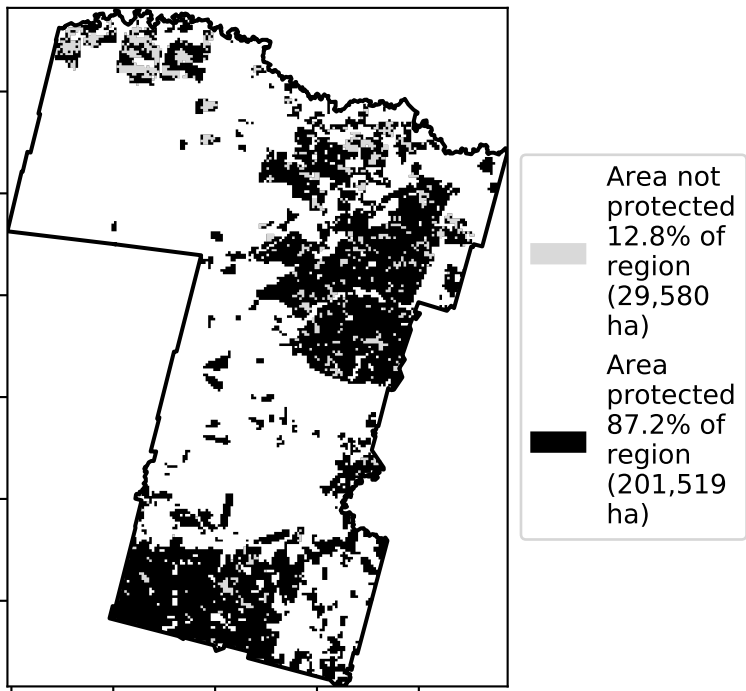 Area not
protected
12.8% of
region
(29,580
ha)
Area
protected
87.2% of
region
(201,519
ha)